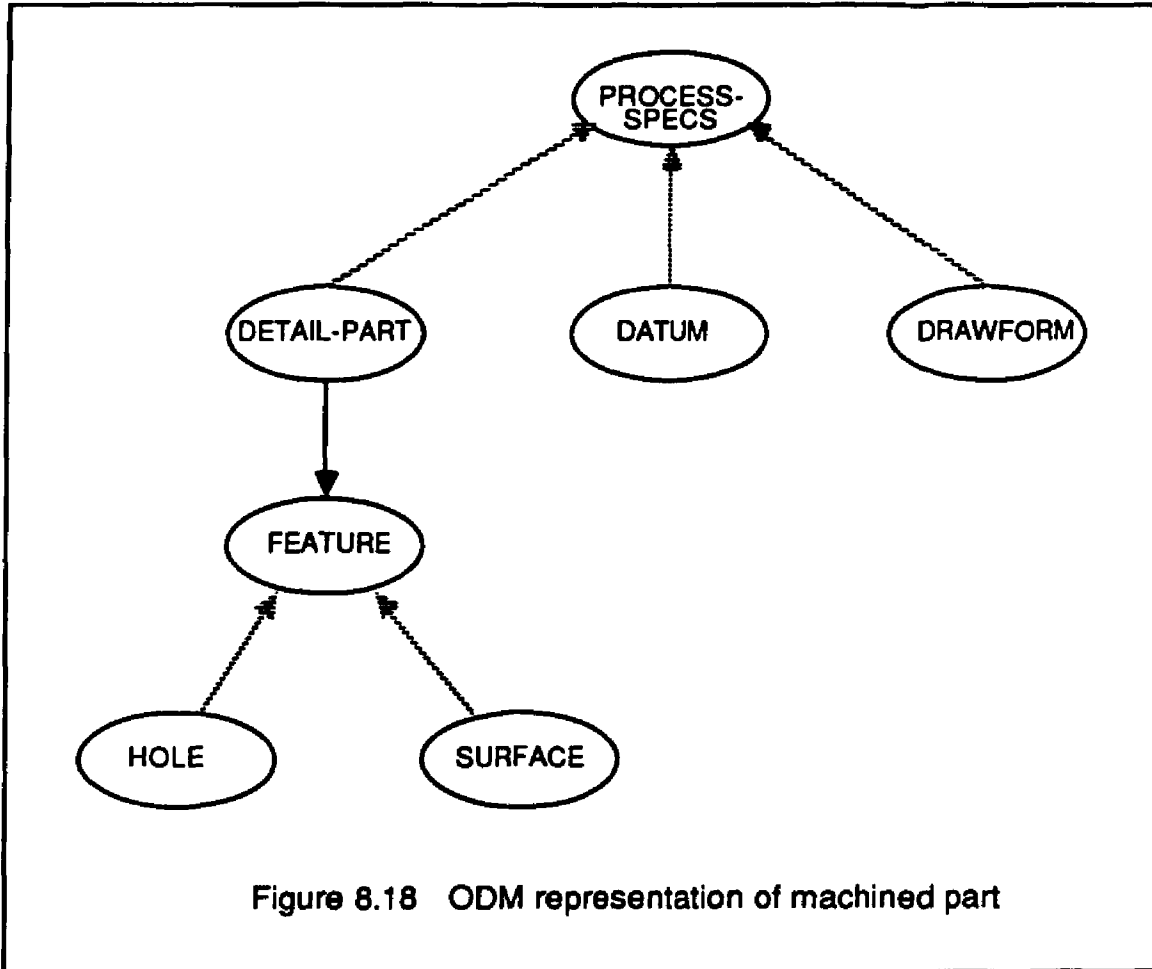 PROCESS-
SPECS
DETAIL-PART
DATUM
DRAWFORM
FEATURE
HOLE
SURFACE
Figure 8.18 ODM representation of machined part